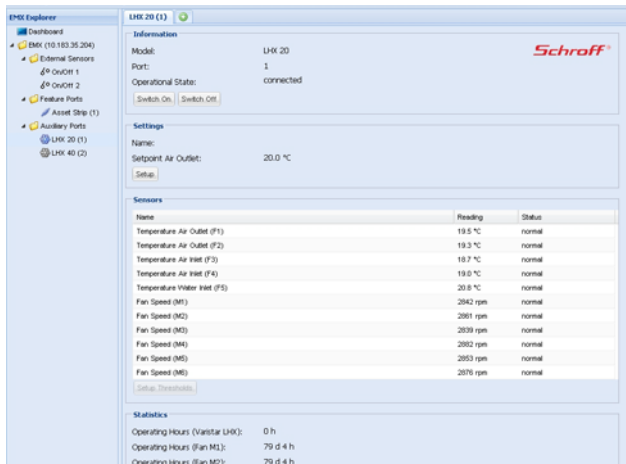 EMX Explorer
Dashboard
EMX (10.183.35.204)
External Sensors
On/Off 1
On/Off 2
Feature Ports
Asset Strip (1)
Auxiliary Ports
LHX 20 (1)
LHX 40 (2)
LHX 20 (1)
Information
Schroff®
Model: LHX 20
Port: 1
Operational State: connected
Switch On Switch Off
Settings
Name:
Setpoint Air Outlet: 20.0 °C
Setup
Sensors
Name Reading Status
Temperature Air Outlet (F1) 19.5 °C normal
Temperature Air Outlet (F2) 19.3 °C normal
Temperature Air Inlet (F3) 18.7 °C normal
Temperature Air Inlet (F4) 19.0 °C normal
Temperature Water Inlet (F5) 20.8 °C normal
Fan Speed (M1) 2842 rpm normal
Fan Speed (M2) 2861 rpm normal
Fan Speed (M3) 2839 rpm normal
Fan Speed (M4) 2882 rpm normal
Fan Speed (M5) 2853 rpm normal
Fan Speed (M6) 2876 rpm normal
Setup Thresholds
Statistics
Operating Hours (Varistar LHX): 0 h
Operating Hours (Fan M1): 79 d 4 h
Operating Hours (Fan M2): 79 d 4 h